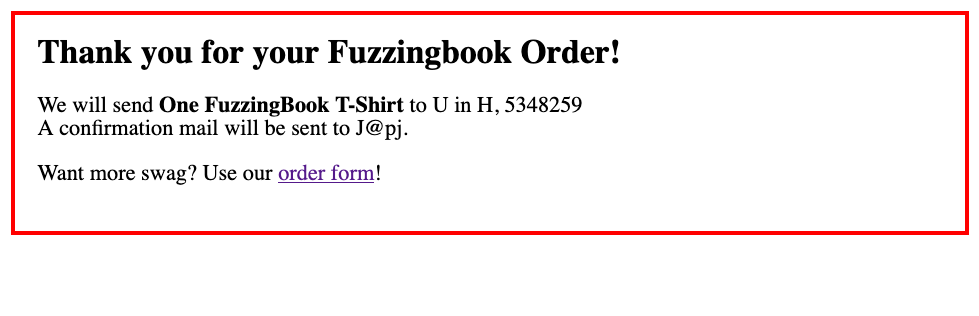 Thank you for your Fuzzingbook Order!
We will send One FuzzingBook T-Shirt to U in H, 5348259
A confirmation mail will be sent to J@pj.
Want more swag? Use our order form!